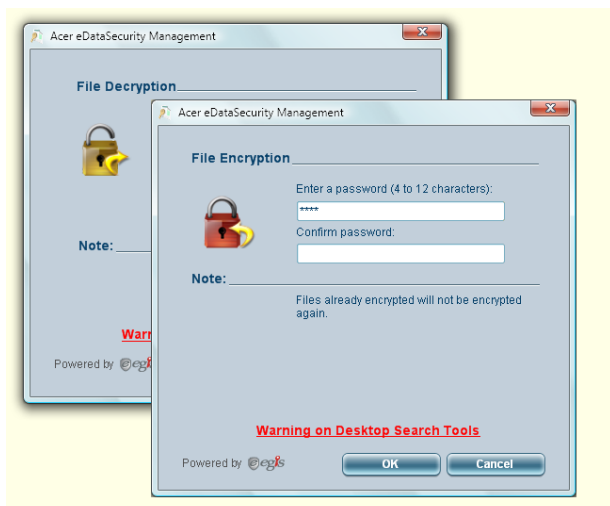 Acer eDataSecurity Management
File Decryption
Note:
Powered by egis
Acer eDataSecurity Management
File Encryption
Enter a password (4 to 12 characters):
****
Confirm password:
Note:
Files already encrypted will not be encrypted
again.
Warning on Desktop Search Tools
Powered by egis
OK
Cancel